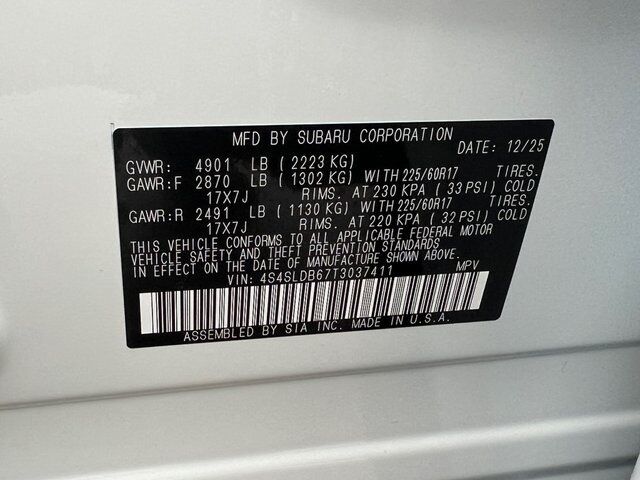 MFD BY SUBARU CORPORATION DATE: 12/25
GVWR: 4901 LB ( 2223 KG)
GAWR:F 2870 LB ( 1302 KG) WITH 225/60R17 TIRES.
17X7J RIMS. AT 230 KPA ( 33 PSI) COLD
GAWR:R 2491 LB ( 1130 KG) WITH 225/60R17 TIRES.
17X7J RIMS. AT 220 KPA ( 32 PSI) COLD
THIS VEHICLE CONFORMS TO ALL APPLICABLE FEDERAL MOTOR
VEHICLE SAFETY, BUMPER, AND THEFT PREVENTION STANDARDS
IN EFFECT ON THE DATE OF MANUFACTURE SHOWN ABOVE.
VIN: 4S4SLDB67T3037411 MPV
ASSEMBLED BY SIA INC. MADE IN U.S.A.